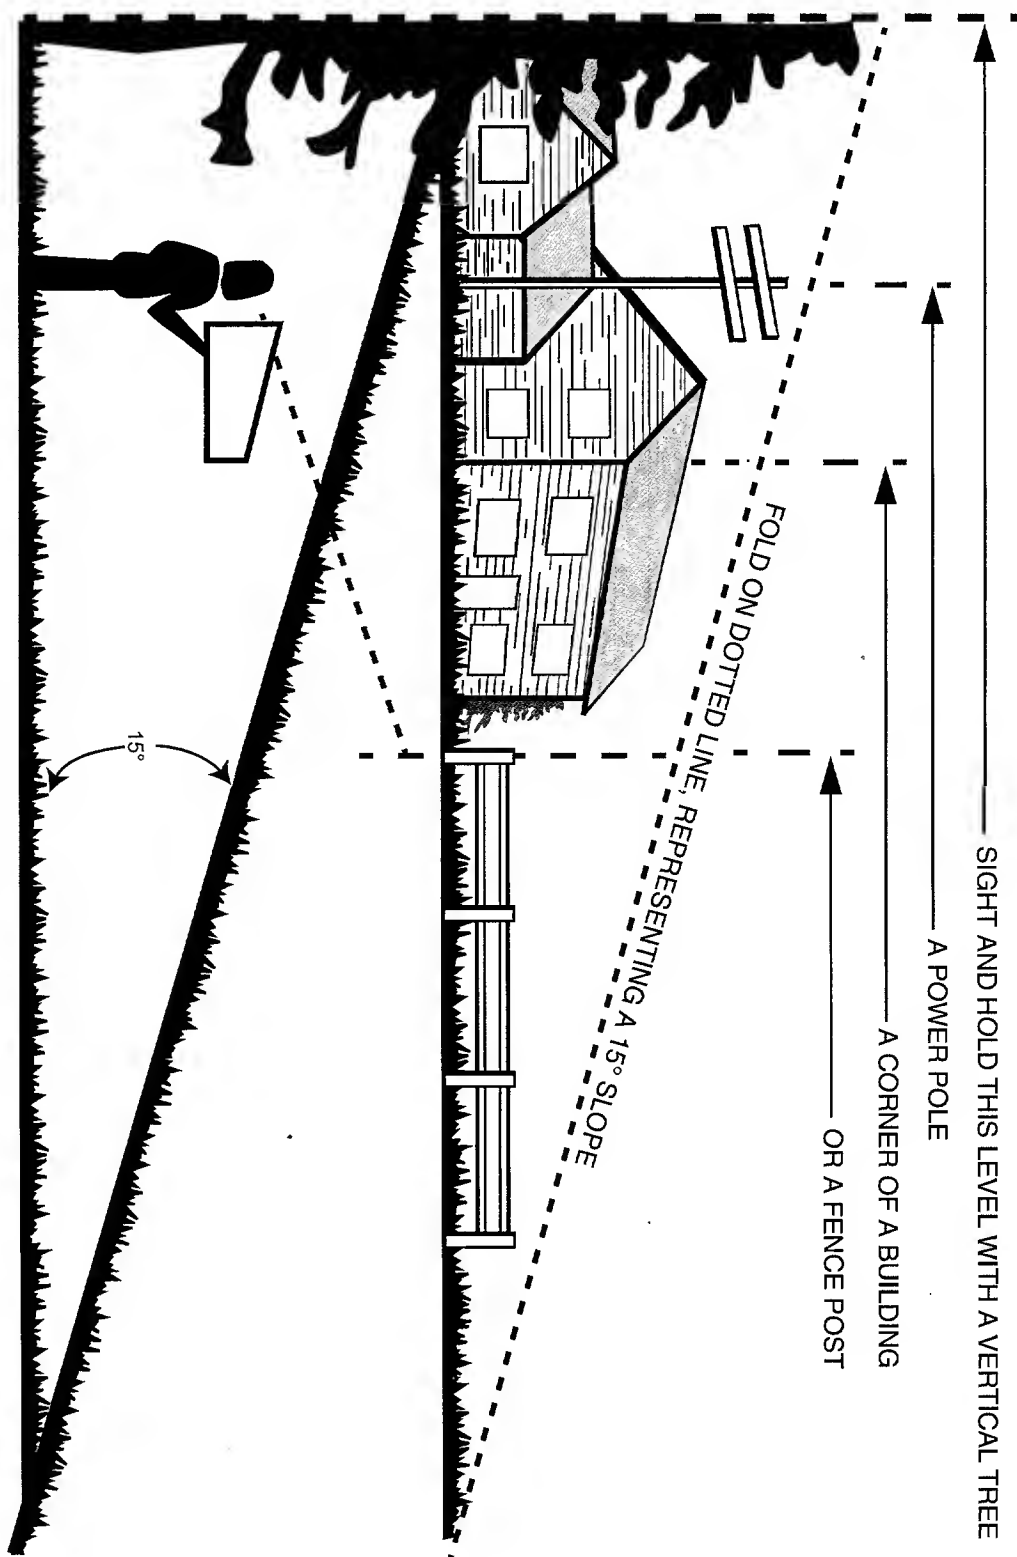 SIGHT AND HOLD THIS LEVEL WITH A VERTICAL TREE
A POWER POLE
A CORNER OF A BUILDING
OR A FENCE POST
FOLD ON DOTTED LINE, REPRESENTING A 15° SLOPE
15°